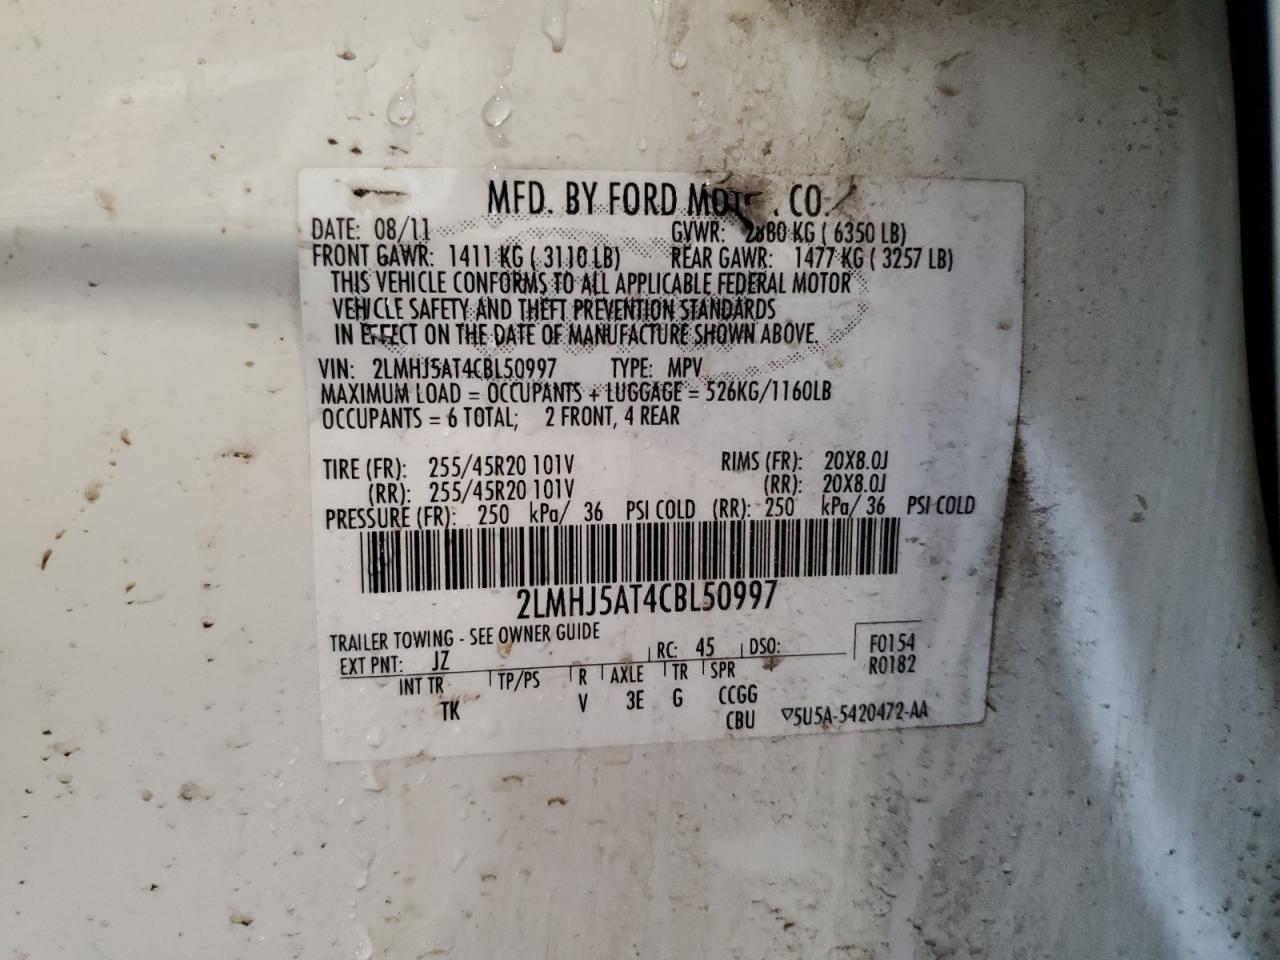 MFD. BY FORD CO.
DATE: 08/11 GVWR: 2880 KG ( 6350 LB)
FRONT GAWR: 1411 KG ( 3110 LB) REAR GAWR: 1477 KG ( 3257 LB)
THIS VEHICLE CONFORMS TO ALL APPLICABLE FEDERAL MOTOR
VEHICLE SAFETY AND THEFT PREVENTION STANDARDS
IN EFFECT ON THE DATE OF MANUFACTURE SHOWN ABOVE.
VIN: 2LMHJ5AT4CBL50997 TYPE: MPV
MAXIMUM LOAD = OCCUPANTS + LUGGAGE = 526KG/1160LB
OCCUPANTS = 6 TOTAL; 2 FRONT, 4 REAR
TIRE (FR): 255/45R20 101V RIMS (FR): 20X8.0J
(RR): 255/45R20 101V (RR): 20X8.0J
PRESSURE (FR): 250 kPa/ 36 PSI COLD (RR): 250 kPa/ 36 PSI COLD
2LMHJ5AT4CBL50997
TRAILER TOWING - SEE OWNER GUIDE
EXT PNT: JZ RC: 45 DSO: F0154
R0182
INT TR TP/PS R AXLE TR SPR
TK V 3E G CCGG
CBU ▽5U5A-5420472-AA